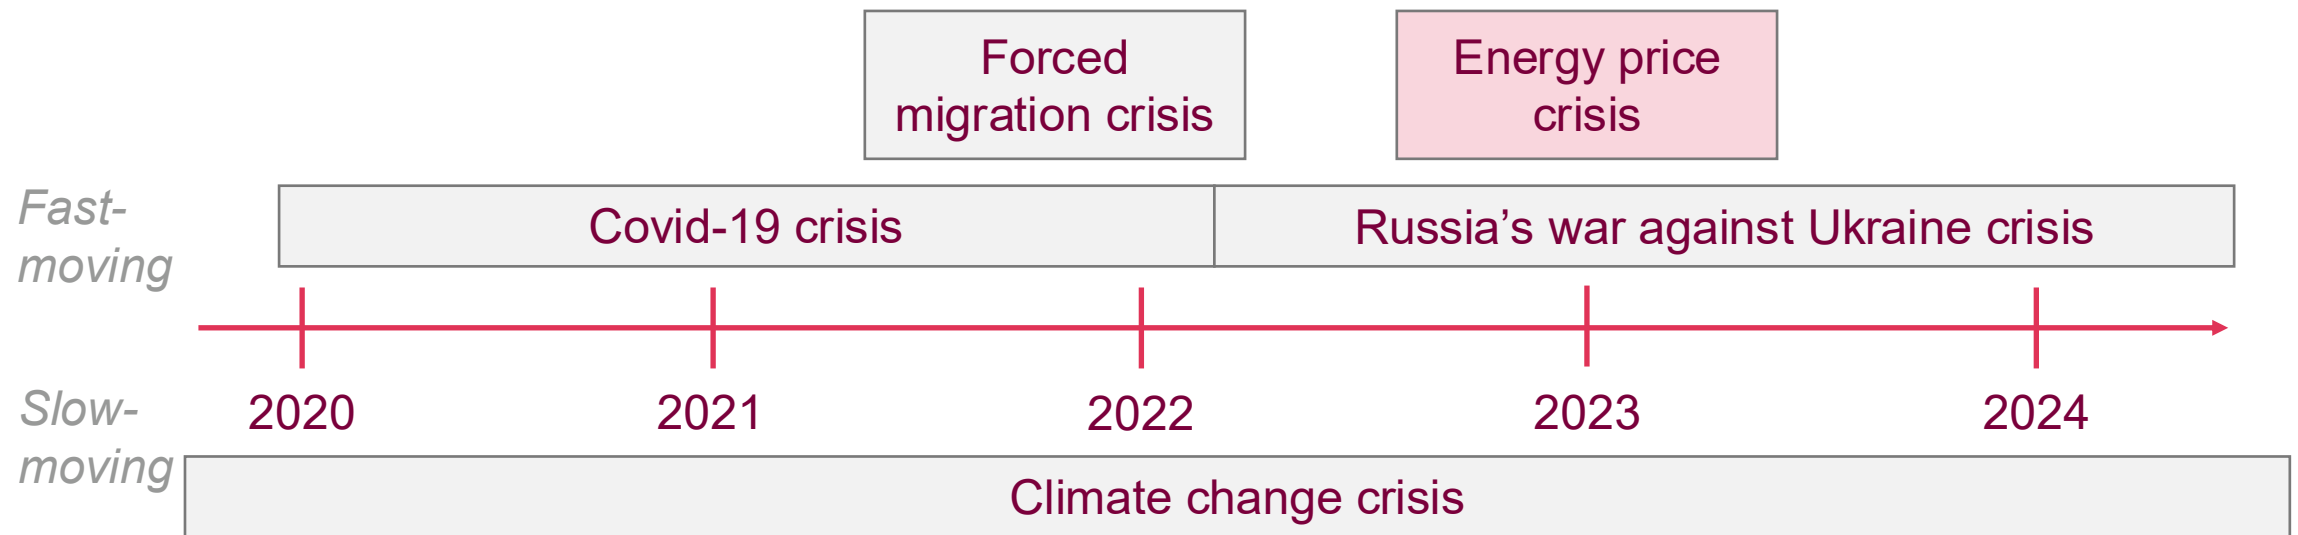 Forced
migration crisis
Energy price
crisis
Fast-
moving
Covid-19 crisis
Russia’s war against Ukraine crisis
2020
2021
2022
2023
2024
Slow-
moving
Climate change crisis